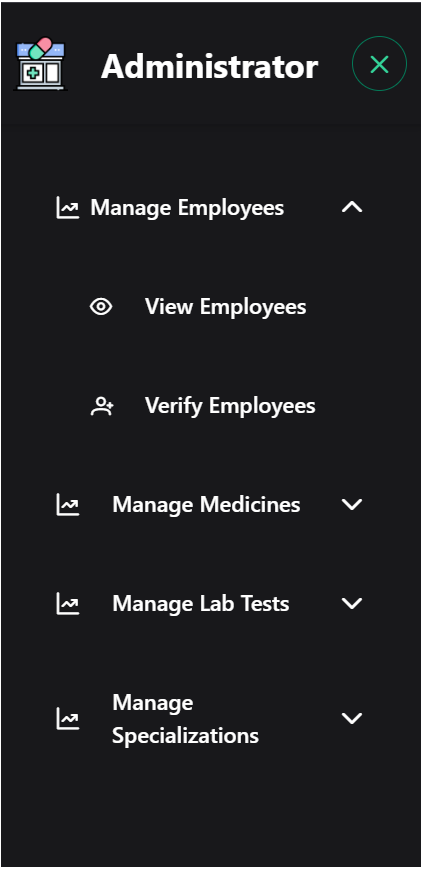 Administrator
Manage Employees
View Employees
Verify Employees
Manage Medicines
Manage Lab Tests
Manage
Specializations